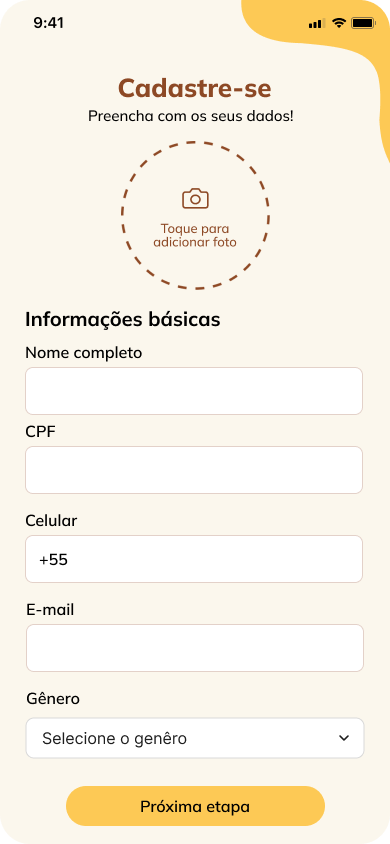 9:41
Cadastre-se
Preencha com os seus dados!
Toque para
adicionar foto
Informações básicas
Nome completo
CPF
Celular
+55
E-mail
Gênero
Selecione o genêro
Próxima etapa